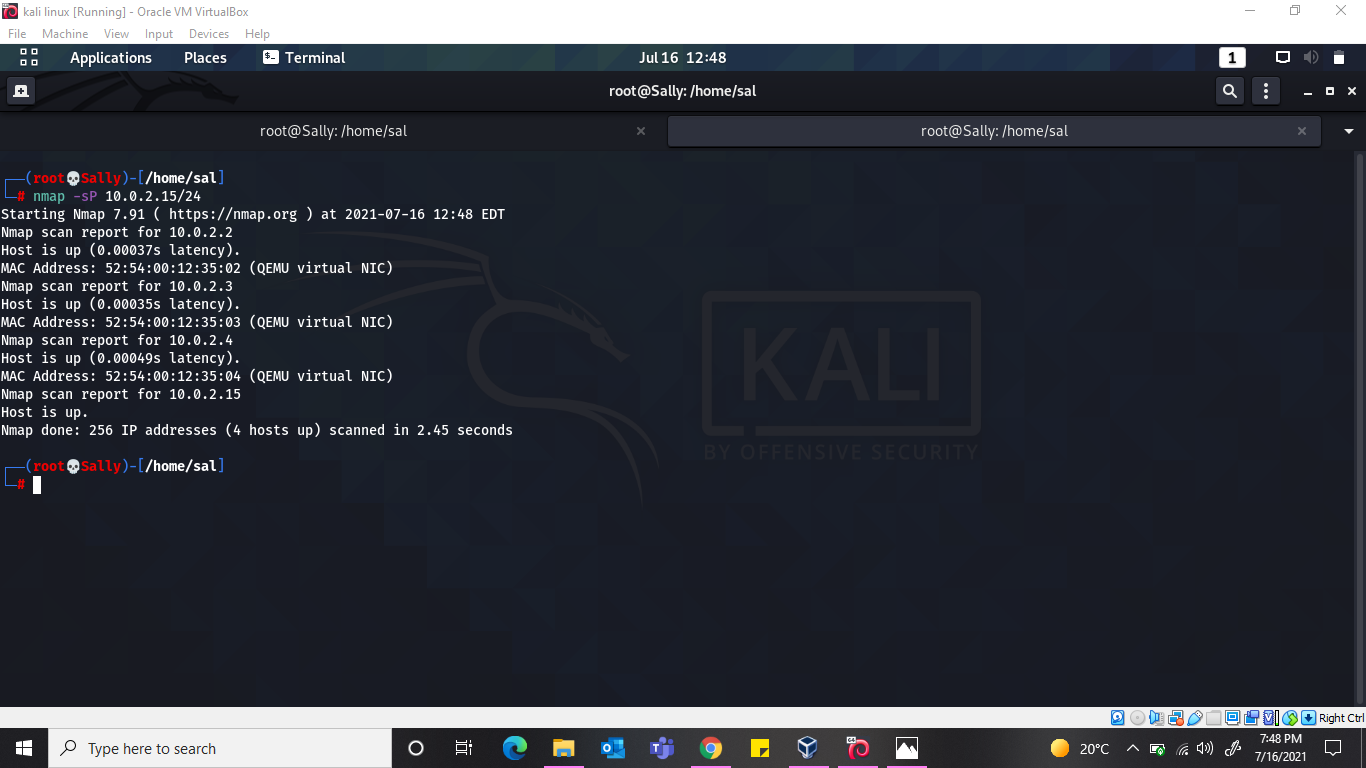 kali linux [Running] - Oracle VM VirtualBox
File Machine View Input Devices Help
Applications Places Terminal Jul 16 12:48 1
root@Sally: /home/sal
root@Sally: /home/sal root@Sally: /home/sal
┌──(root💀Sally)-[/home/sal]
└─# nmap -sP 10.0.2.15/24
Starting Nmap 7.91 ( https://nmap.org ) at 2021-07-16 12:48 EDT
Nmap scan report for 10.0.2.2
Host is up (0.00037s latency).
MAC Address: 52:54:00:12:35:02 (QEMU virtual NIC)
Nmap scan report for 10.0.2.3
Host is up (0.00035s latency).
MAC Address: 52:54:00:12:35:03 (QEMU virtual NIC)
Nmap scan report for 10.0.2.4
Host is up (0.00049s latency).
MAC Address: 52:54:00:12:35:04 (QEMU virtual NIC)
Nmap scan report for 10.0.2.15
Host is up.
Nmap done: 256 IP addresses (4 hosts up) scanned in 2.45 seconds
┌──(root💀Sally)-[/home/sal]
└─#
KALI
BY OFFENSIVE SECURITY
Right Ctrl
Type here to search
20°C
7:48 PM
7/16/2021